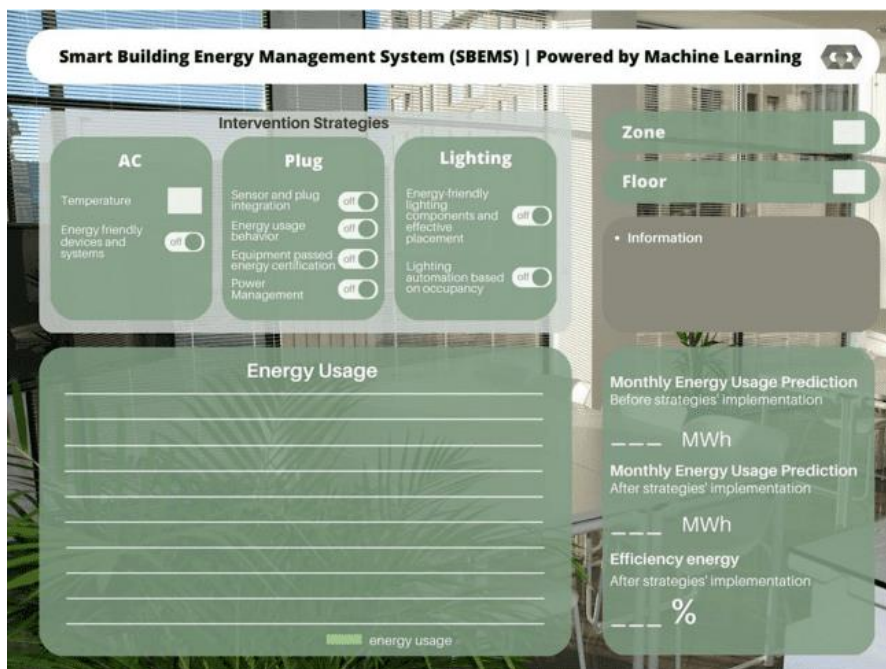 Smart Building Energy Management System (SBEMS) | Powered by Machine Learning
Intervention Strategies
AC
Temperature
Energy friendly
devices and
systems
off
Plug
Sensor and plug
integration
off
Energy usage
behavior
off
Equipment passed
energy certification
off
Power
Management
off
Lighting
Energy-friendly
lighting
components and
effective
placement
off
Lighting
automation based
on occupancy
off
Zone
Floor
• Information
Energy Usage
energy usage
Monthly Energy Usage Prediction
Before strategies' implementation
___ MWh
Monthly Energy Usage Prediction
After strategies' implementation
___ MWh
Efficiency energy
After strategies' implementation
___ %